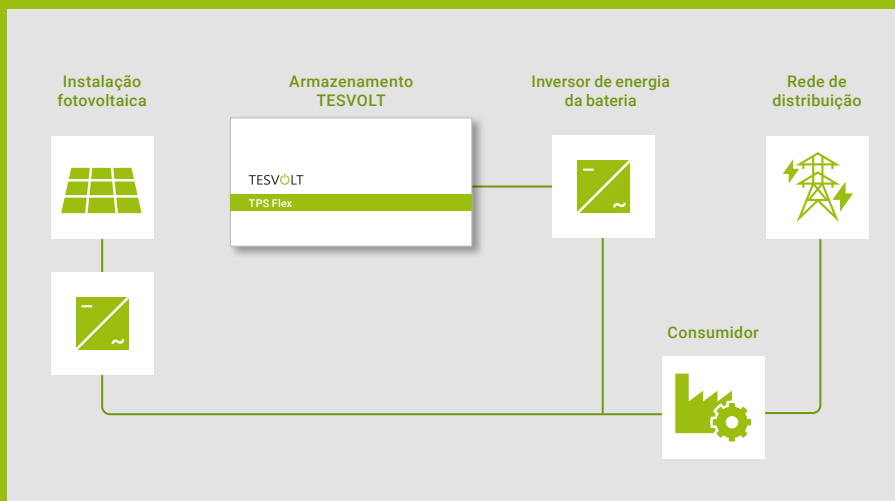 Instalação
fotovoltaica
Armazenamento
TESVOLT
Inversor de energia
da bateria
Rede de
distribuição
TESVOLT
TPS Flex
Consumidor